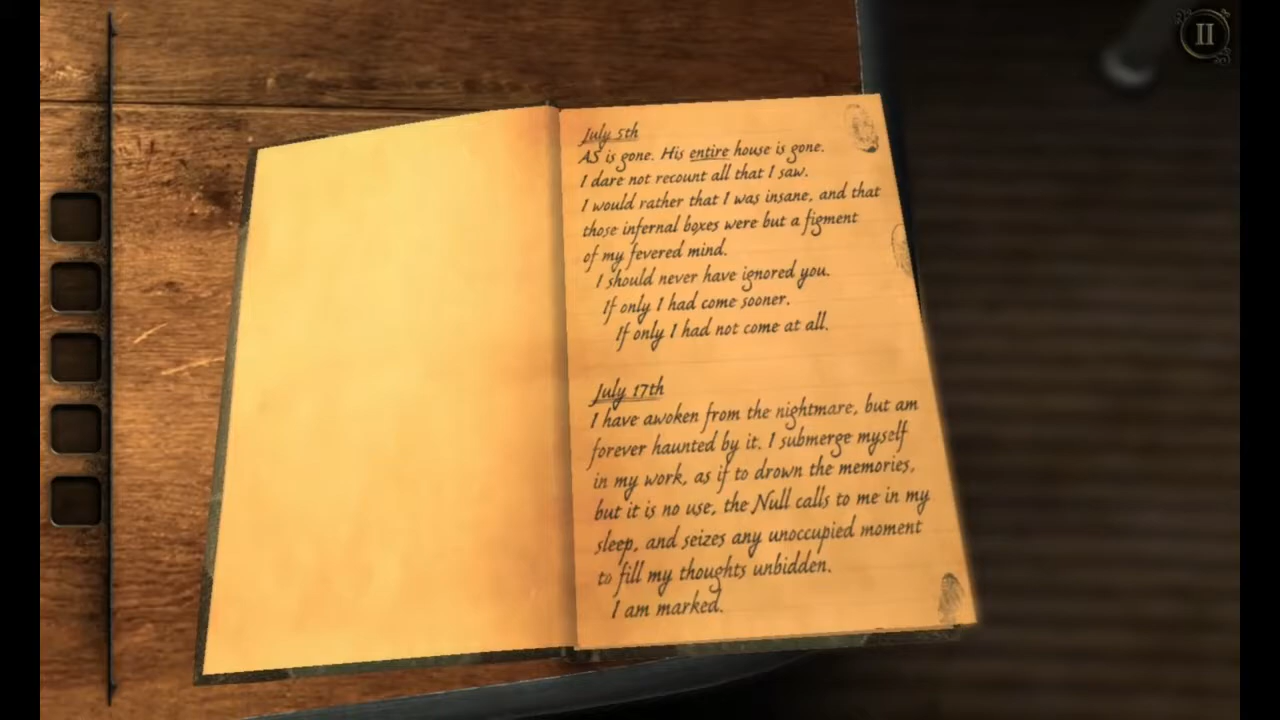 II
July 5th
AS is gone. His entire house is gone.
I dare not recount all that I saw.
I would rather that I was insane, and that
those infernal boxes were but a figment
of my fevered mind.
I should never have ignored you.
If only I had come sooner.
If only I had not come at all.
July 17th
I have awoken from the nightmare, but am
forever haunted by it. I submerge myself
in my work, as if to drown the memories,
but it is no use, the Null calls to me in my
sleep, and seizes any unoccupied moment
to fill my thoughts unbidden.
I am marked.